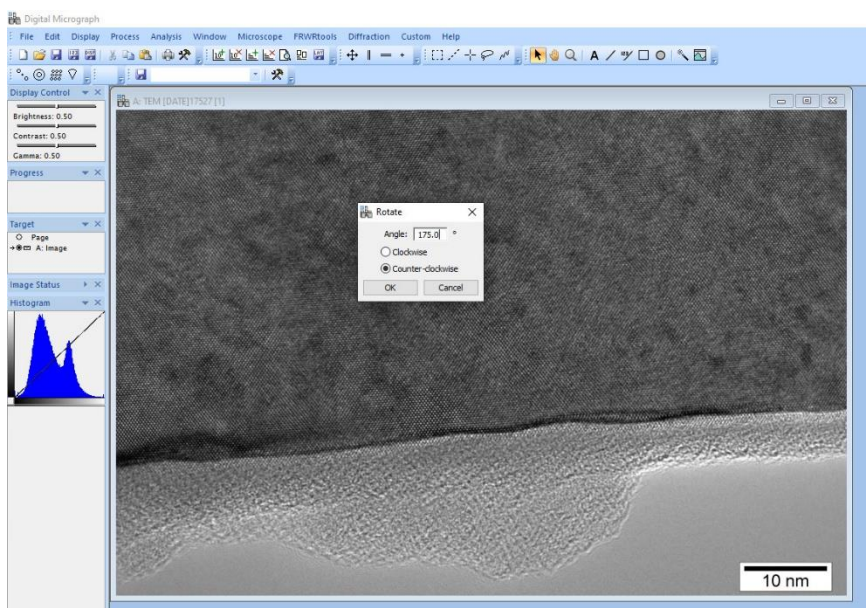 Digital Micrograph
File Edit Display Process Analysis Window Microscope FRWRtools Diffraction Custom Help
Display Control
A: TEM [DATE]17527 [1]
Brightness: 0.50
Contrast: 0.50
Gamma: 0.50
Progress
Rotate
Angle: 175.0 °
Target
Page
A: Image
Clockwise
Counter-clockwise
Image Status
OK Cancel
Histogram
10 nm